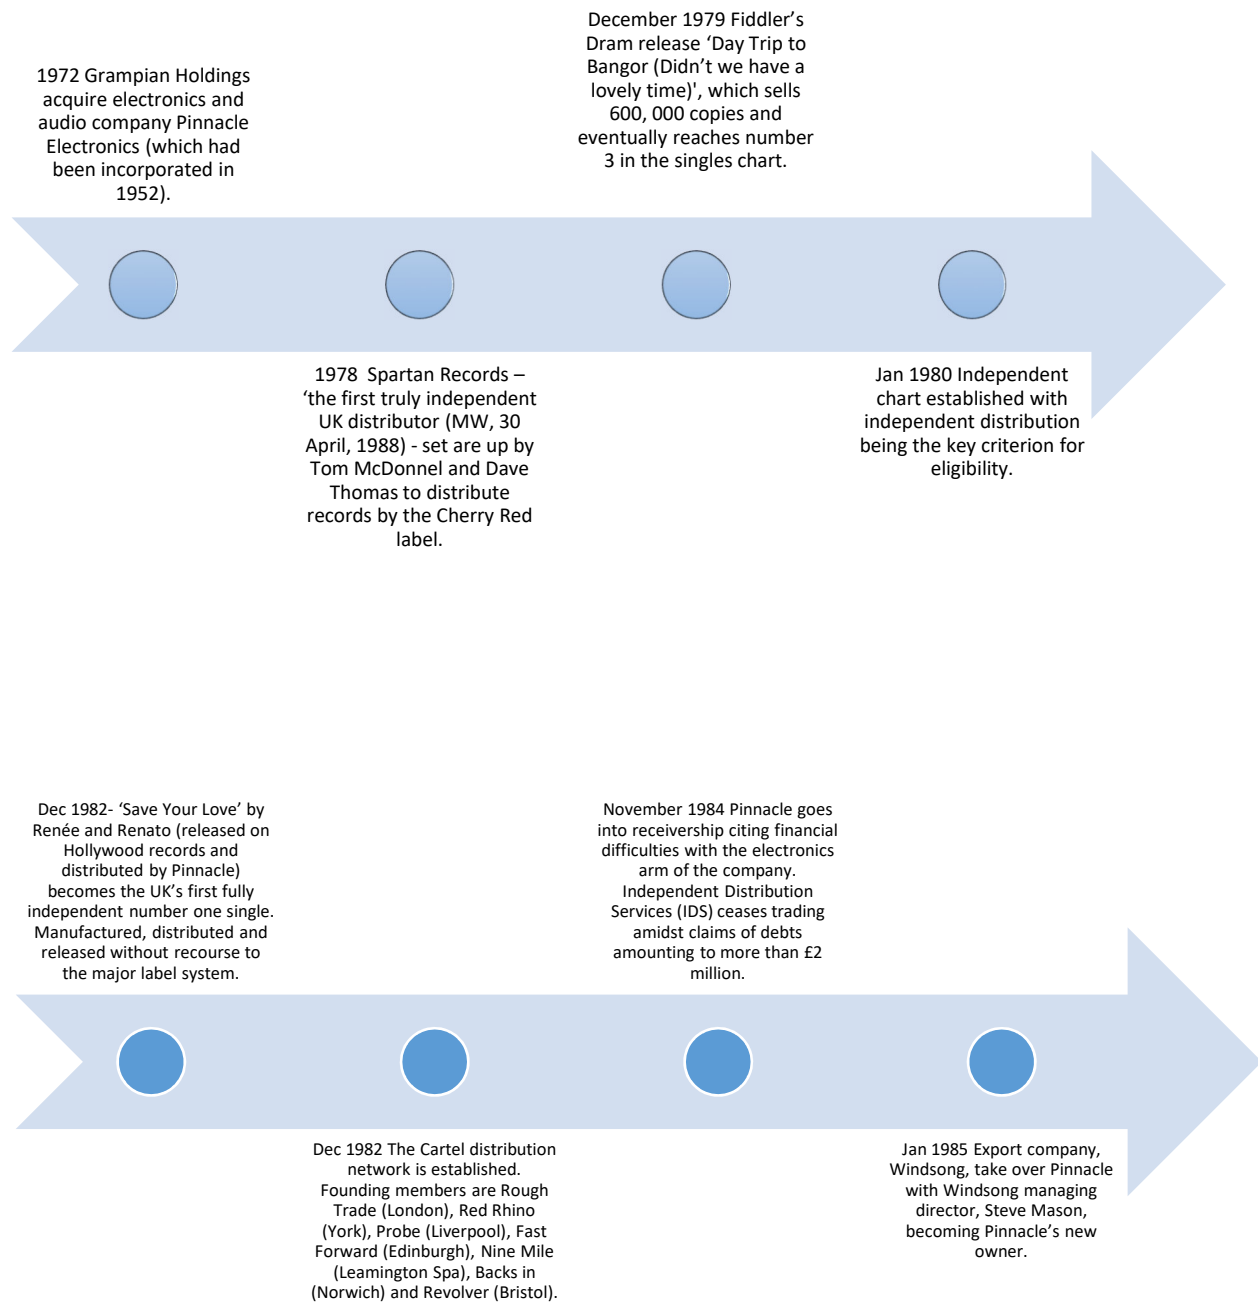 1972 Grampian Holdings
acquire electronics and
audio company Pinnacle
Electronics (which had
been incorporated in
1952).
1978  Spartan Records –
‘the first truly independent
UK distributor (MW, 30
April, 1988) - set are up by
Tom McDonnel and Dave
Thomas to distribute
records by the Cherry Red
label.
December 1979 Fiddler’s
Dram release ‘Day Trip to
Bangor (Didn’t we have a
lovely time)', which sells
600, 000 copies and
eventually reaches number
3 in the singles chart.
Jan 1980 Independent
chart established with
independent distribution
being the key criterion for
eligibility.
Dec 1982- ‘Save Your Love’ by
Renée and Renato (released on
Hollywood records and
distributed by Pinnacle)
becomes the UK’s first fully
independent number one single.
Manufactured, distributed and
released without recourse to
the major label system.
Dec 1982 The Cartel distribution
network is established.
Founding members are Rough
Trade (London), Red Rhino
(York), Probe (Liverpool), Fast
Forward (Edinburgh), Nine Mile
(Leamington Spa), Backs in
(Norwich) and Revolver (Bristol).
November 1984 Pinnacle goes
into receivership citing financial
difficulties with the electronics
arm of the company.
Independent Distribution
Services (IDS) ceases trading
amidst claims of debts
amounting to more than £2
million.
Jan 1985 Export company,
Windsong, take over Pinnacle
with Windsong managing
director, Steve Mason,
becoming Pinnacle’s new
owner.